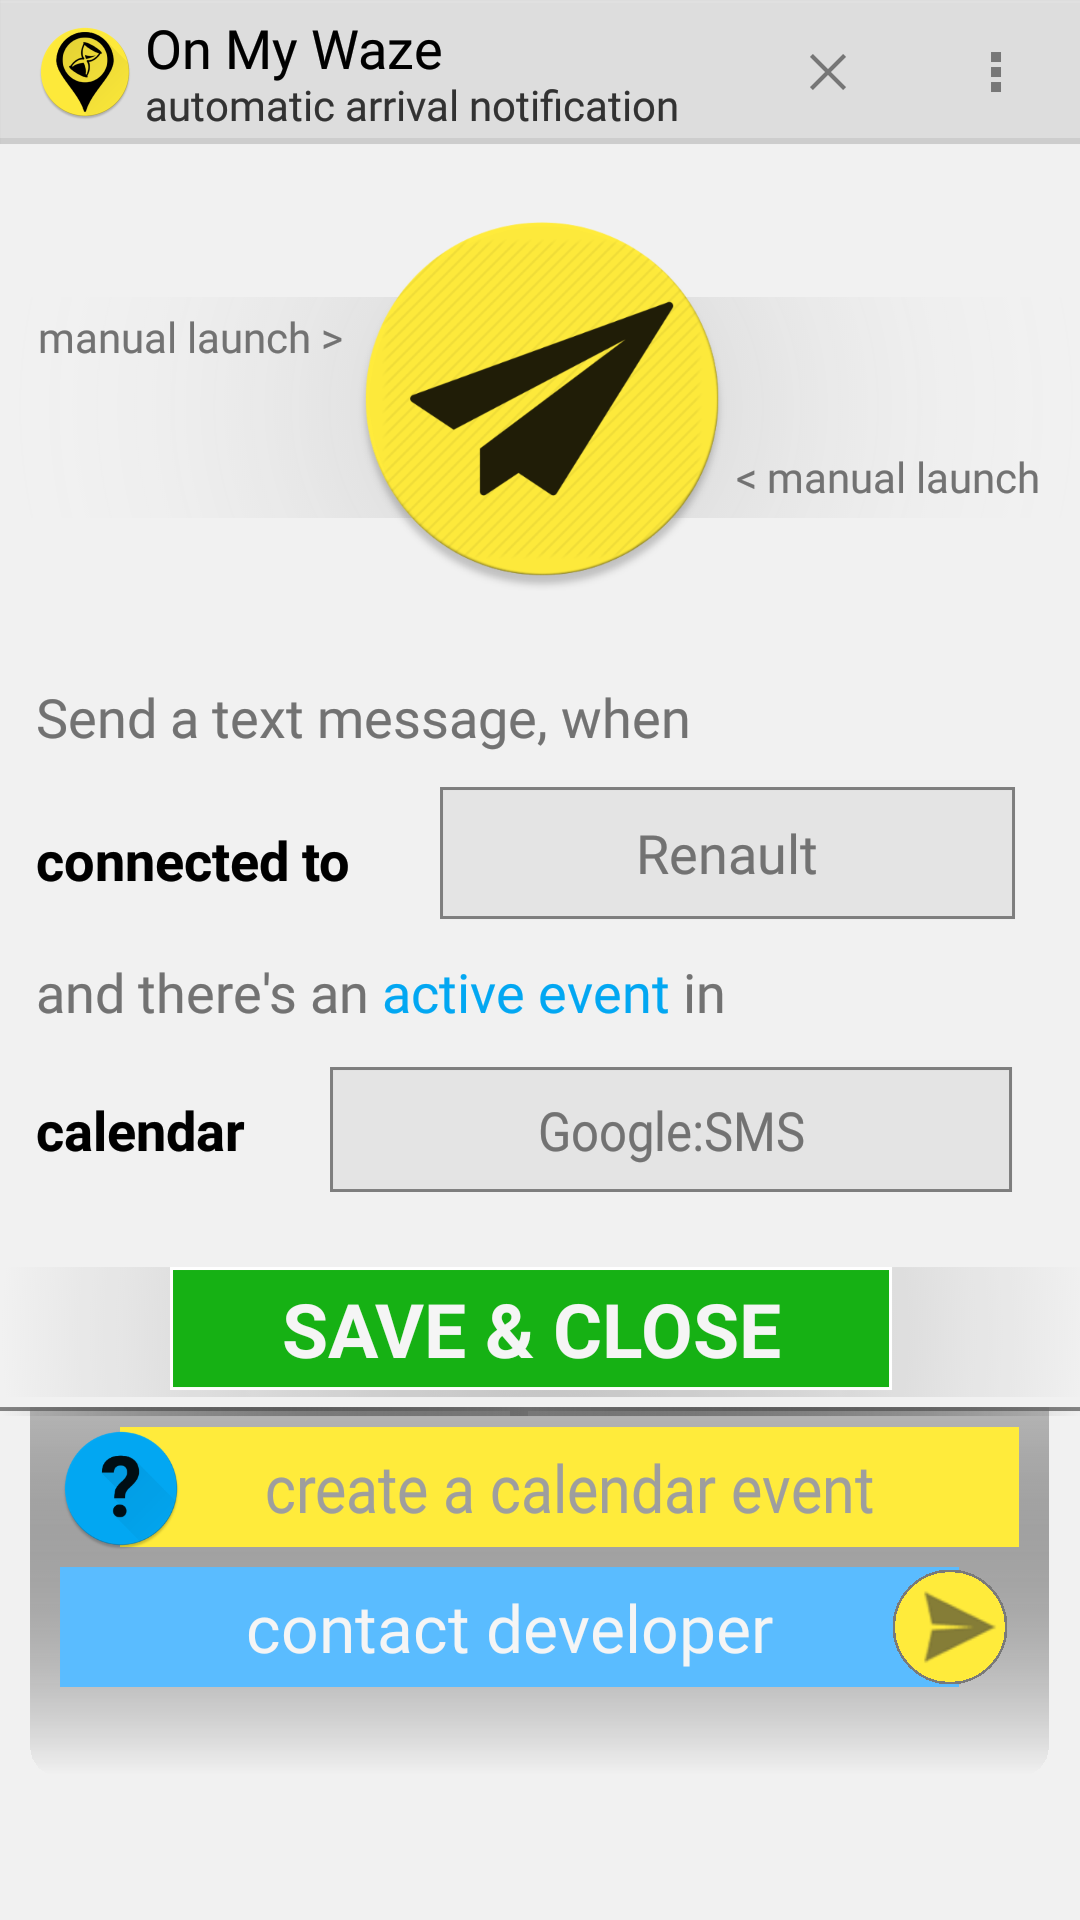 On My Waze
automatic arrival notification
manual launch >
< manual launch
Send a text message, when
connected to
Renault
and there's an active event in
calendar
Google:SMS
SAVE & CLOSE
?
create a calendar event
contact developer